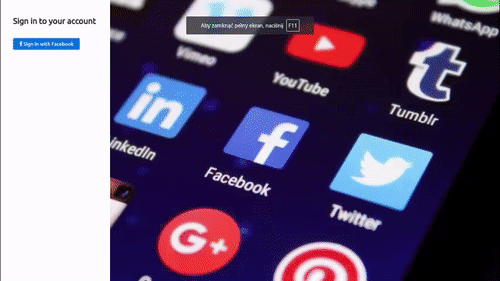 Sign in to your account
f Sign in with Facebook
Aby zamknąć pełny ekran, naciśnij F11
WhatsApp
Vimeo
YouTube
Tumblr
in
LinkedIn
f
Facebook
Twitter
G+